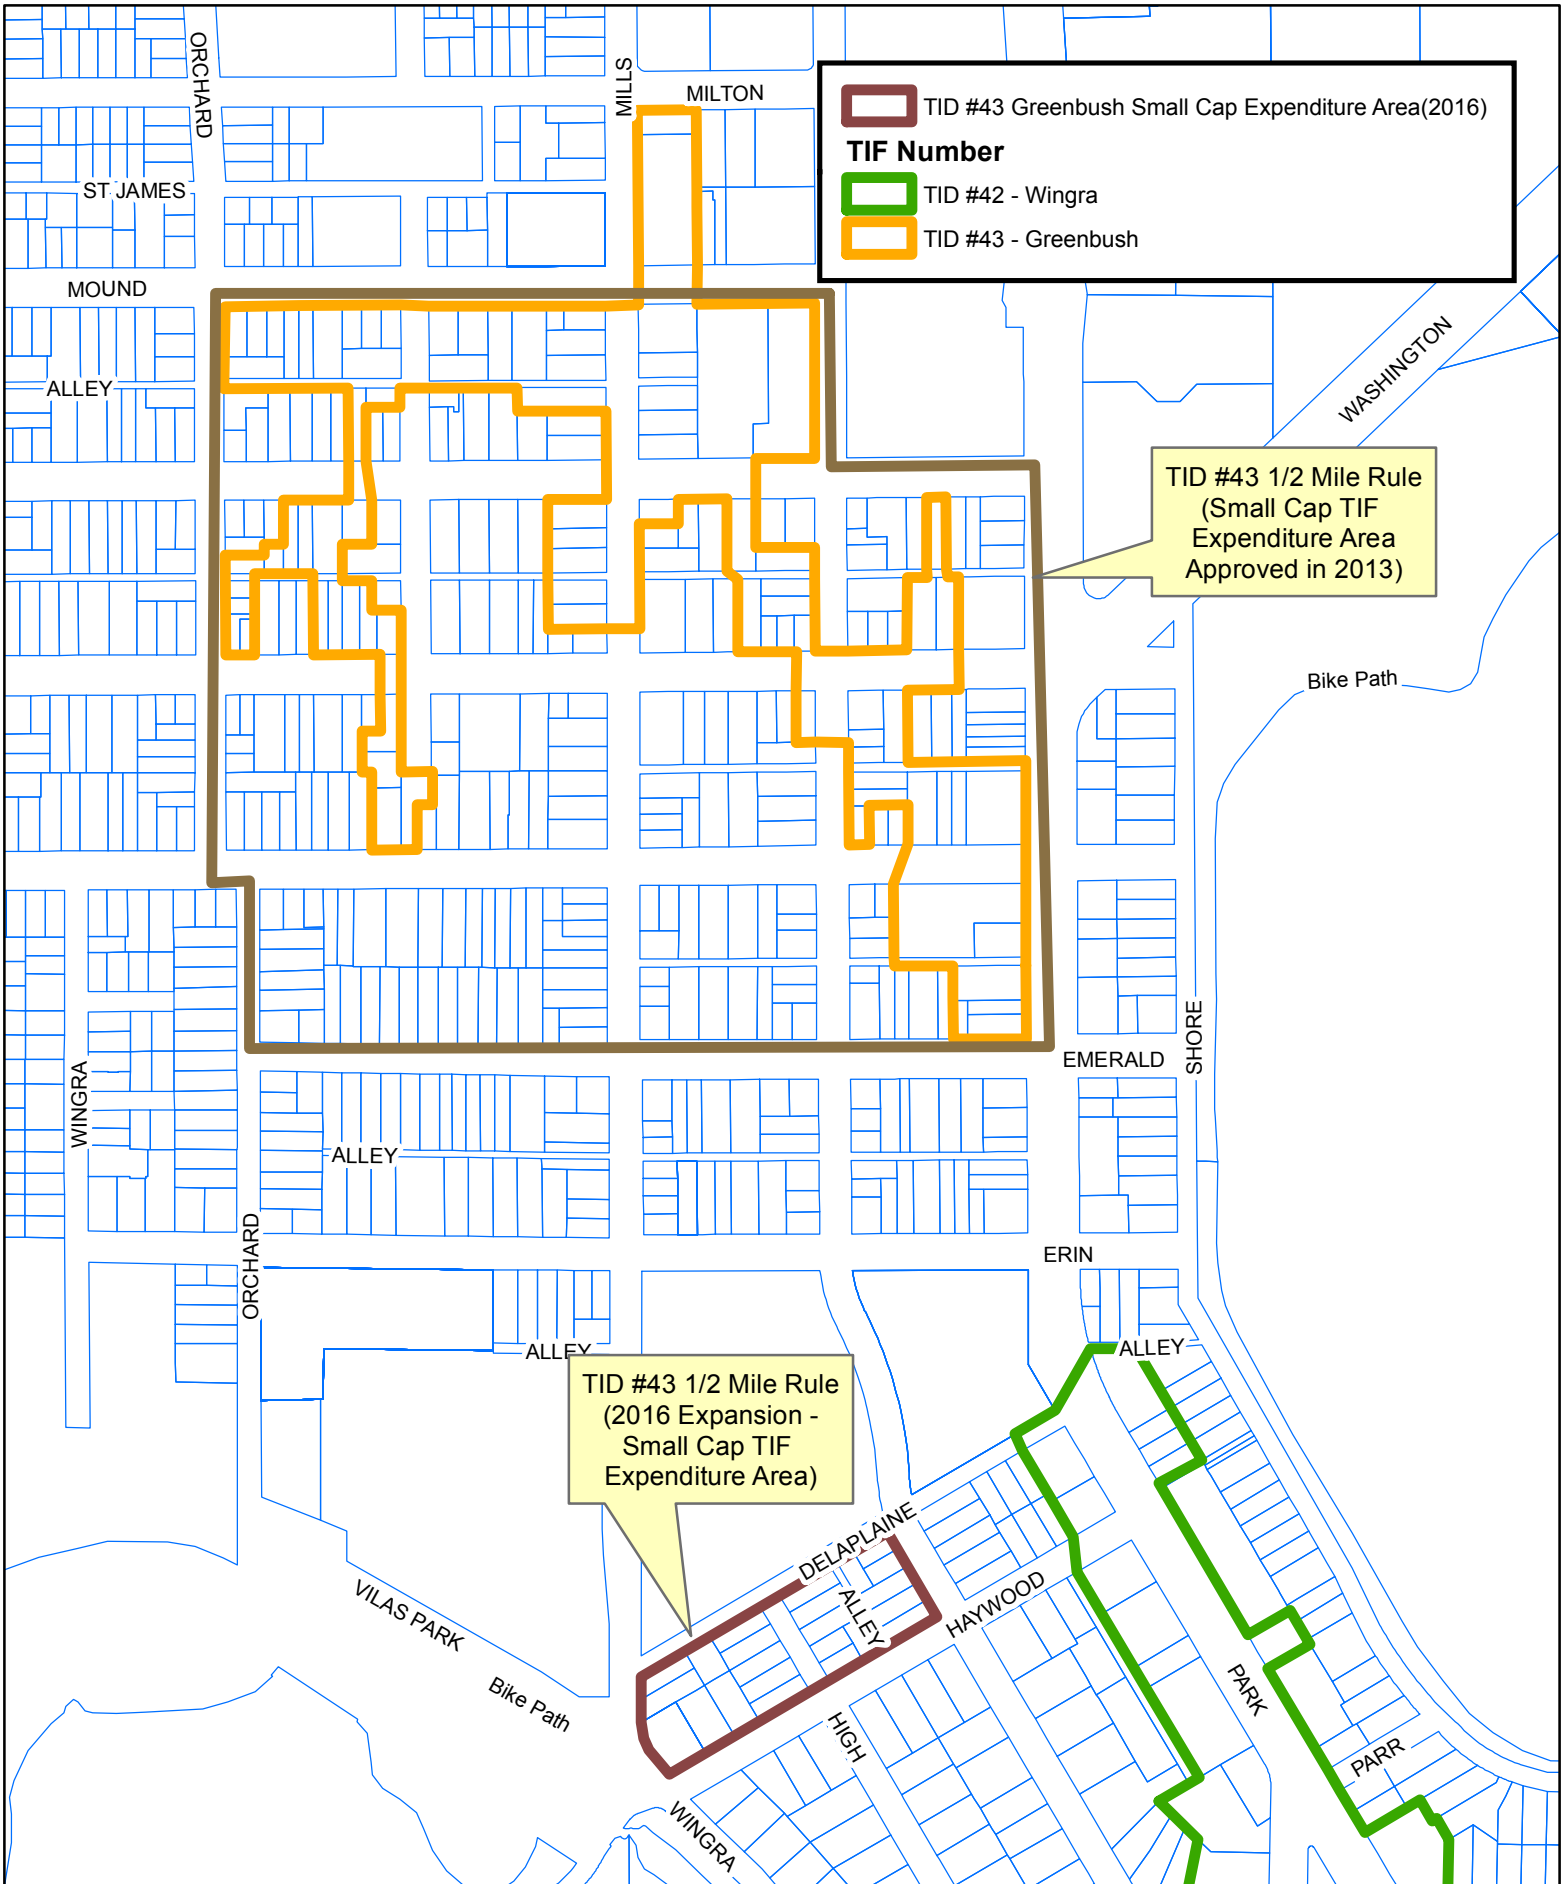 ORCHARD
MILLS
MILTON
TID #43 Greenbush Small Cap Expenditure Area(2016)
TIF Number
TID #42 - Wingra
TID #43 - Greenbush
ST JAMES
MOUND
ALLEY
WASHINGTON
TID #43 1/2 Mile Rule
(Small Cap TIF
Expenditure Area
Approved in 2013)
Bike Path
SHORE
EMERALD
WINGRA
ALLEY
ORCHARD
ERIN
ALLEY
ALLEY
TID #43 1/2 Mile Rule
(2016 Expansion -
Small Cap TIF
Expenditure Area)
DELAPLAINE
ALLEY
HAYWOOD
VILAS PARK
Bike Path
PARK
HIGH
PARR
WINGRA